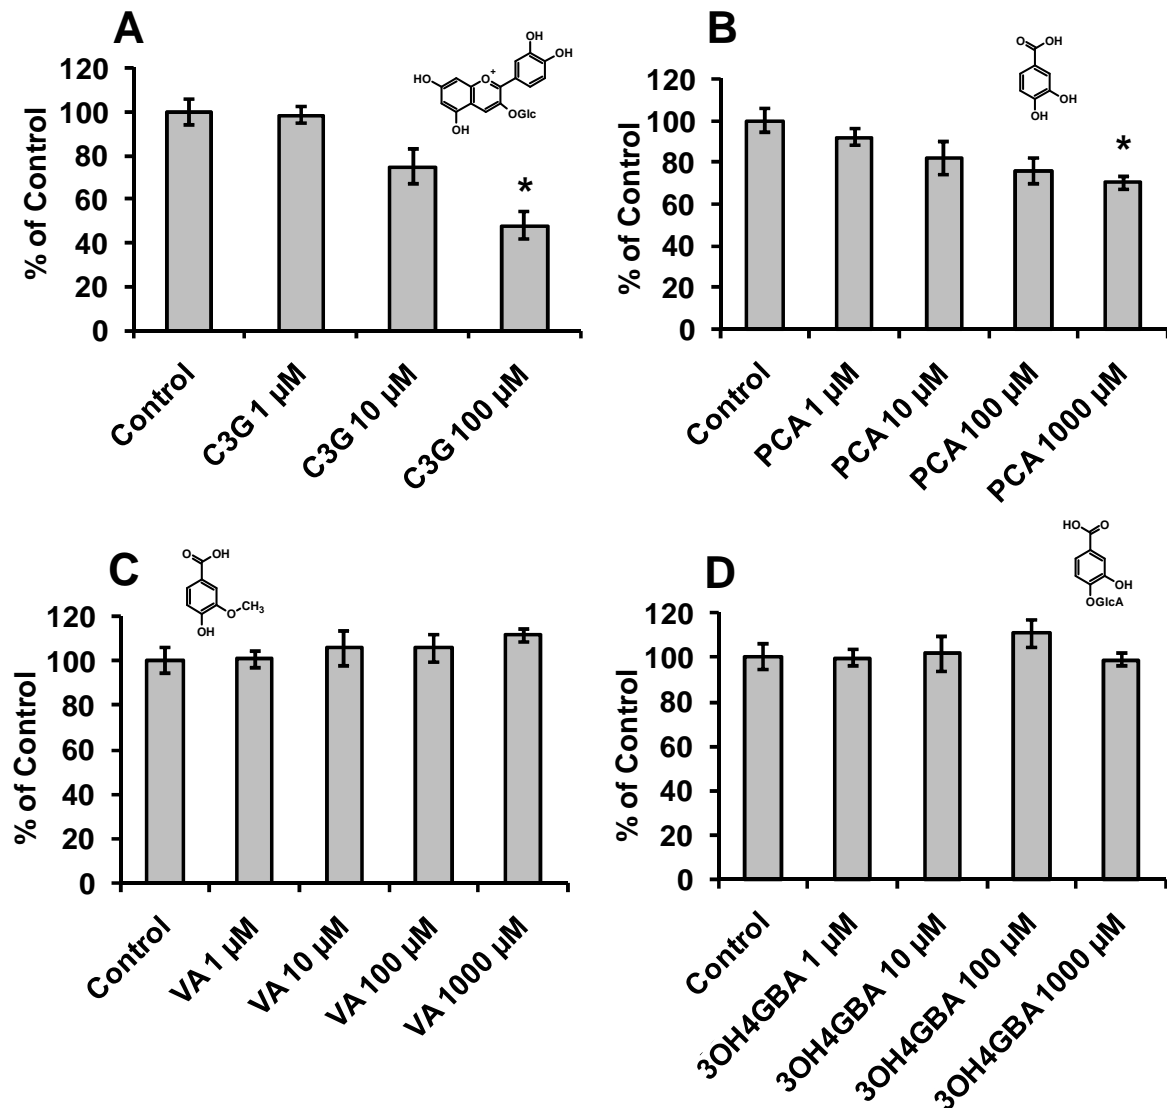 A
OH
OH
HO
O
+
OGlc
OH
120
100
80
60
40
20
0
% of Control
*
Control
C3G 1 µM
C3G 10 µM
C3G 100 µM
B
O
OH
OH
OH
120
100
80
60
40
20
0
% of Control
*
Control
PCA 1 µM
PCA 10 µM
PCA 100 µM
PCA 1000 µM
C
O
OH
O
CH3
OH
120
100
80
60
40
20
0
% of Control
Control
VA 1 µM
VA 10 µM
VA 100 µM
VA 1000 µM
D
HO
O
OH
OGlcA
120
100
80
60
40
20
0
% of Control
Control
3OH4GBA 1 µM
3OH4GBA 10 µM
3OH4GBA 100 µM
3OH4GBA 1000 µM